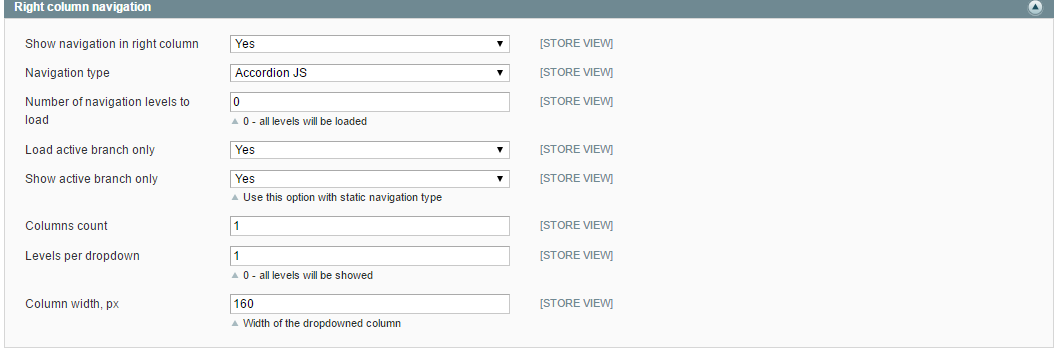 Right column navigation
Show navigation in right column Yes [STORE VIEW]
Navigation type Accordion JS [STORE VIEW]
Number of navigation levels to load 0 [STORE VIEW]
0 - all levels will be loaded
Load active branch only Yes [STORE VIEW]
Show active branch only Yes [STORE VIEW]
Use this option with static navigation type
Columns count 1 [STORE VIEW]
Levels per dropdown 1 [STORE VIEW]
0 - all levels will be showed
Column width, px 160 [STORE VIEW]
Width of the dropdowned column